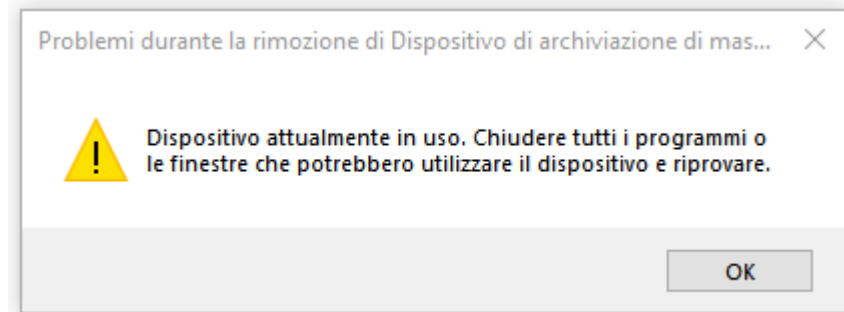 Problemi durante la rimozione di Dispositivo di archiviazione di mas...
Dispositivo attualmente in uso. Chiudere tutti i programmi o
le finestre che potrebbero utilizzare il dispositivo e riprovare.
OK